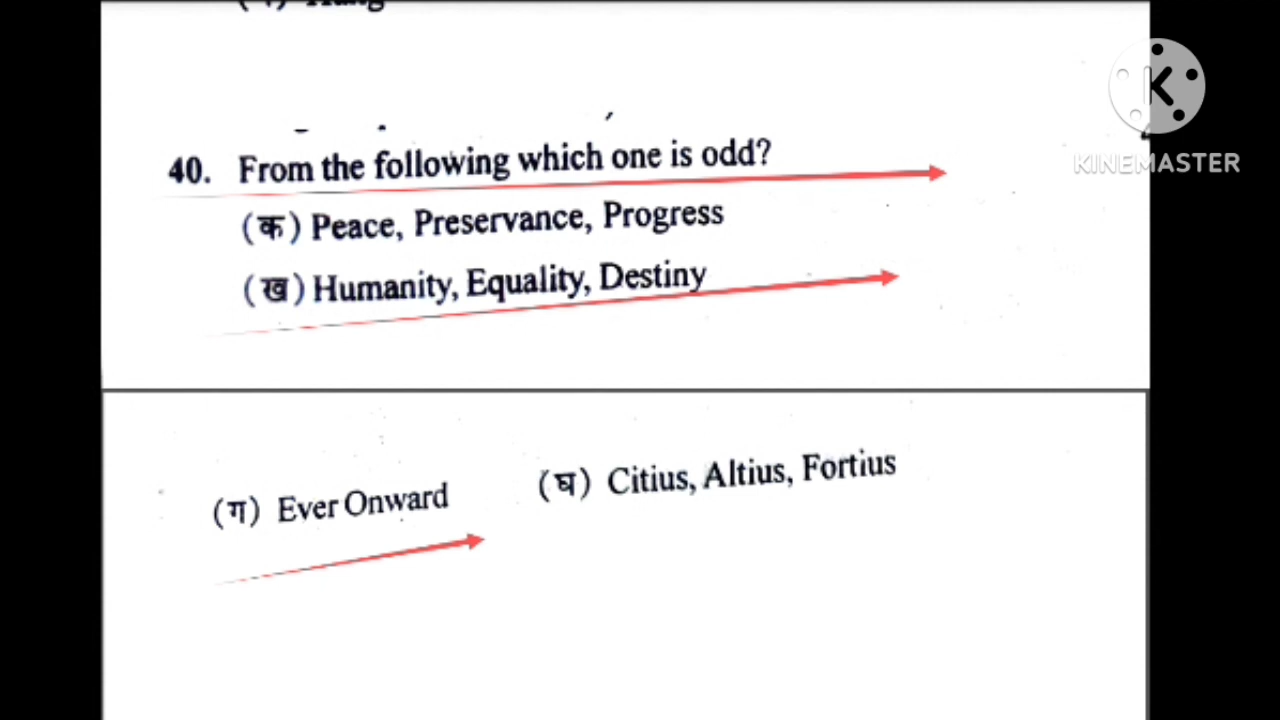 40. From the following which one is odd?
(क) Peace, Preservance, Progress
(ख) Humanity, Equality, Destiny
(ग) Ever Onward (घ) Citius, Altius, Fortius
KINEMASTER